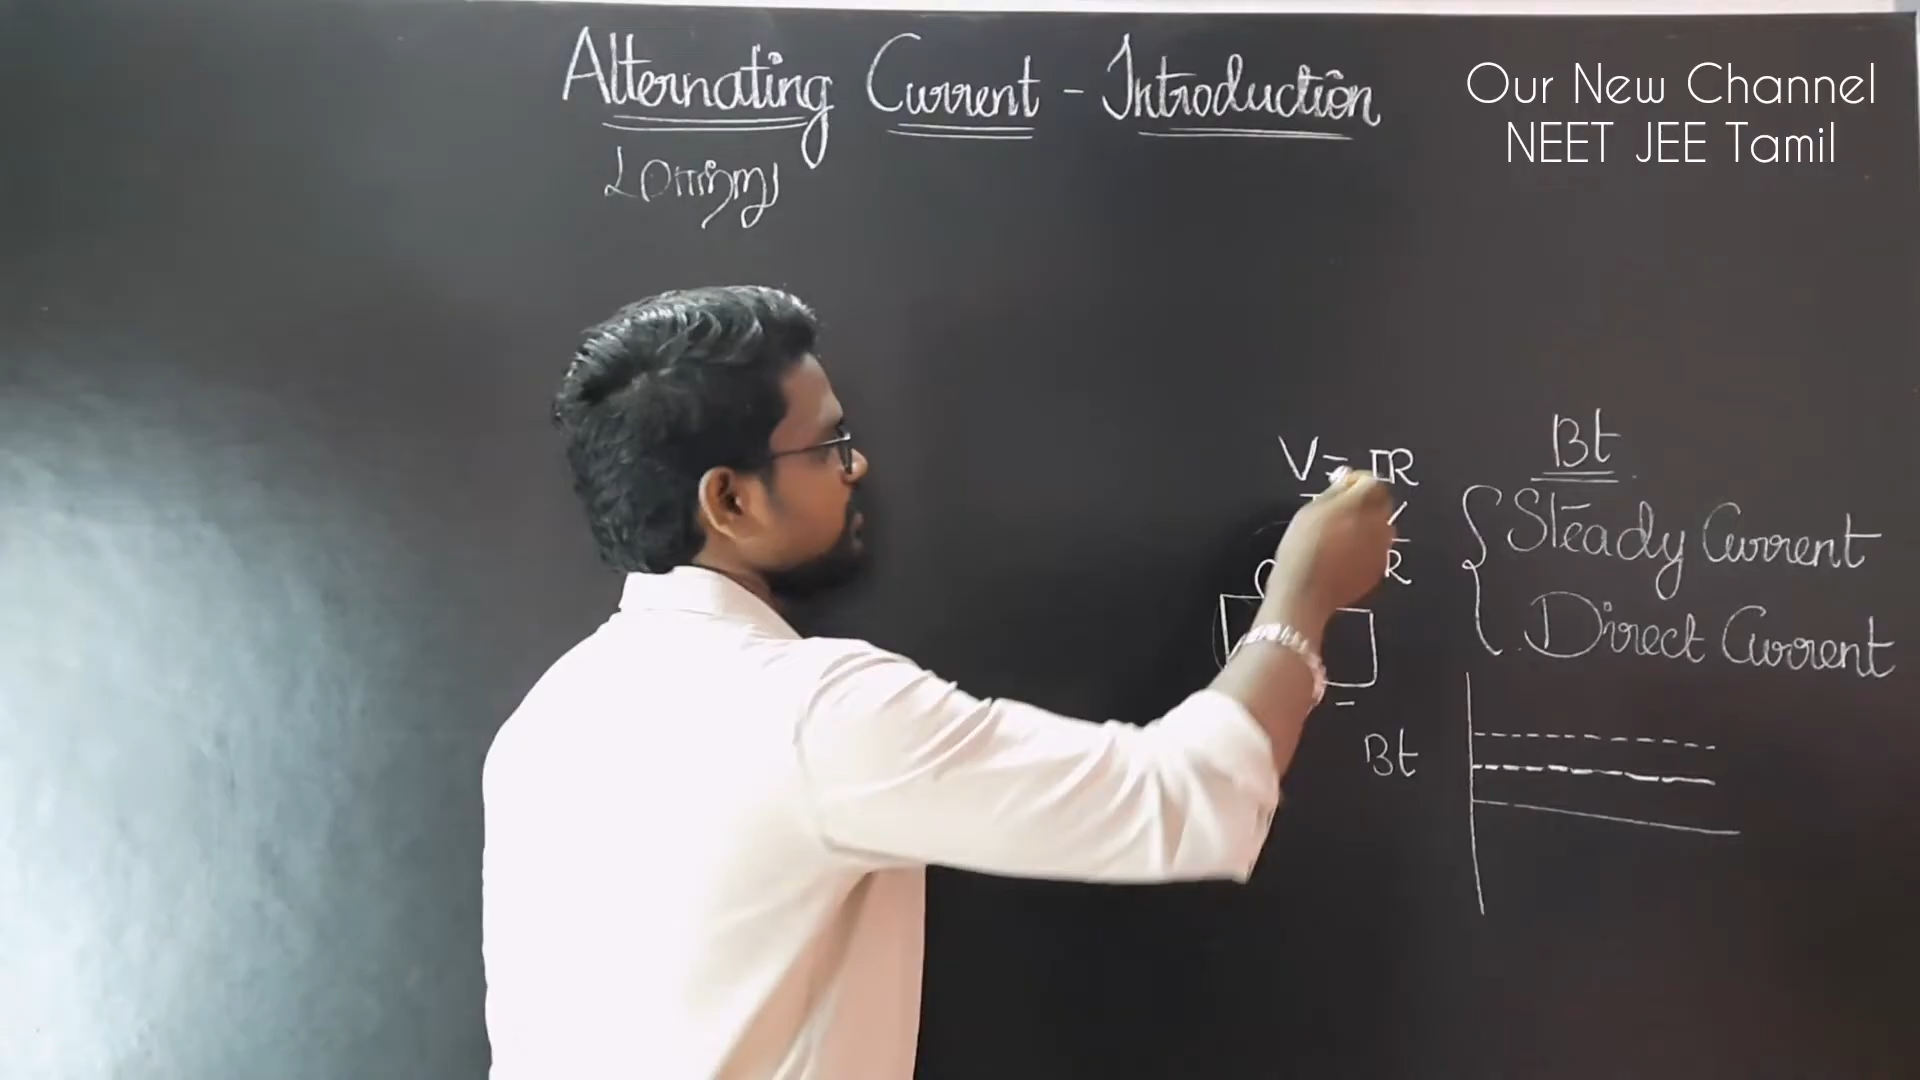 Alternating Current - Introduction
மாற்று
Our New Channel
NEET JEE Tamil
V = IR
R
Bt
Steady Current
Direct Current
Bt